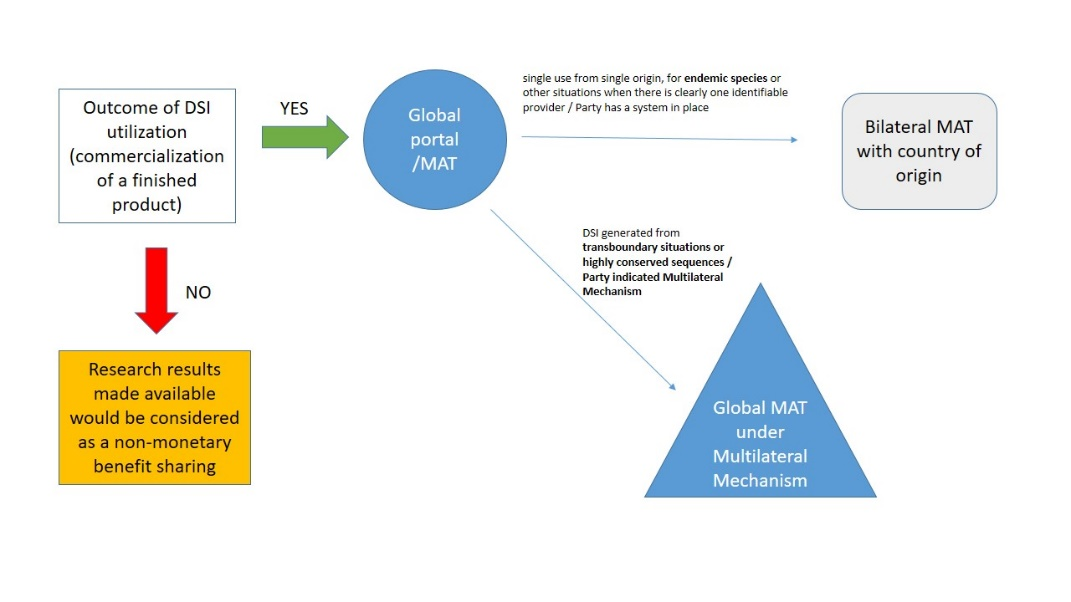 Outcome of DSI
utilization
(commercialization
of a finished
product)
YES
Global
portal
/MAT
single use from single origin, for endemic species or
other situations when there is clearly one identifiable
provider / Party has a system in place
Bilateral MAT
with country of
origin
DSI generated from
transboundary situations or
highly conserved sequences /
Party indicated Multilateral
Mechanism
NO
Research results
made available
would be considered
as a non-monetary
benefit sharing
Global MAT
under
Multilateral
Mechanism